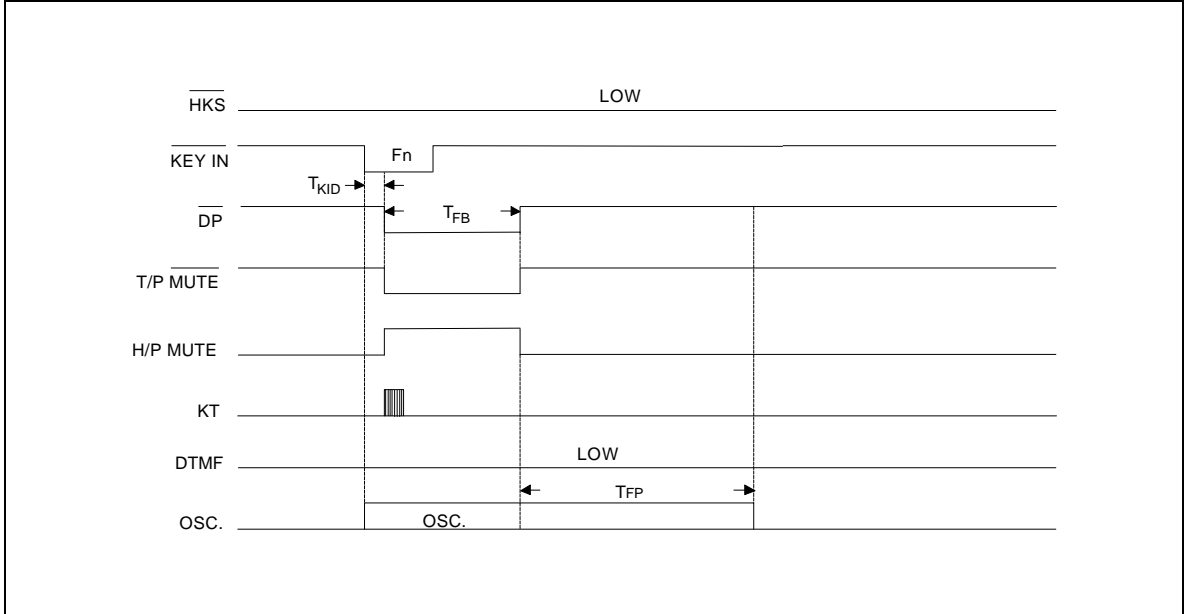 HKS
LOW
KEY IN
Fn
TKID
DP
TFB
T/P MUTE
H/P MUTE
KT
DTMF
LOW
TFP
OSC.
OSC.